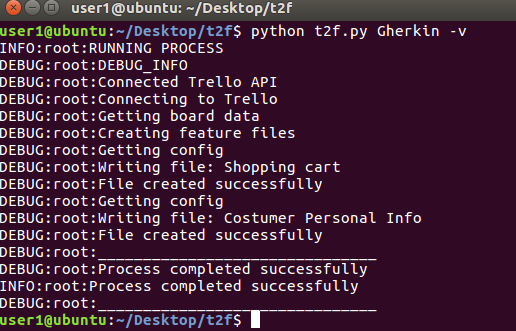 user1@ubuntu: ~/Desktop/t2f
user1@ubuntu:~/Desktop/t2f$ python t2f.py Gherkin -v
INFO:root:RUNNING PROCESS
DEBUG:root:DEBUG_INFO
DEBUG:root:Connected Trello API
DEBUG:root:Connecting to Trello
DEBUG:root:Getting board data
DEBUG:root:Creating feature files
DEBUG:root:Getting config
DEBUG:root:Writing file: Shopping cart
DEBUG:root:File created successfully
DEBUG:root:Getting config
DEBUG:root:Writing file: Costumer Personal Info
DEBUG:root:File created successfully
DEBUG:root:_______________________________
DEBUG:root:Process completed successfully
INFO:root:Process completed successfully
DEBUG:root:_______________________________
user1@ubuntu:~/Desktop/t2f$